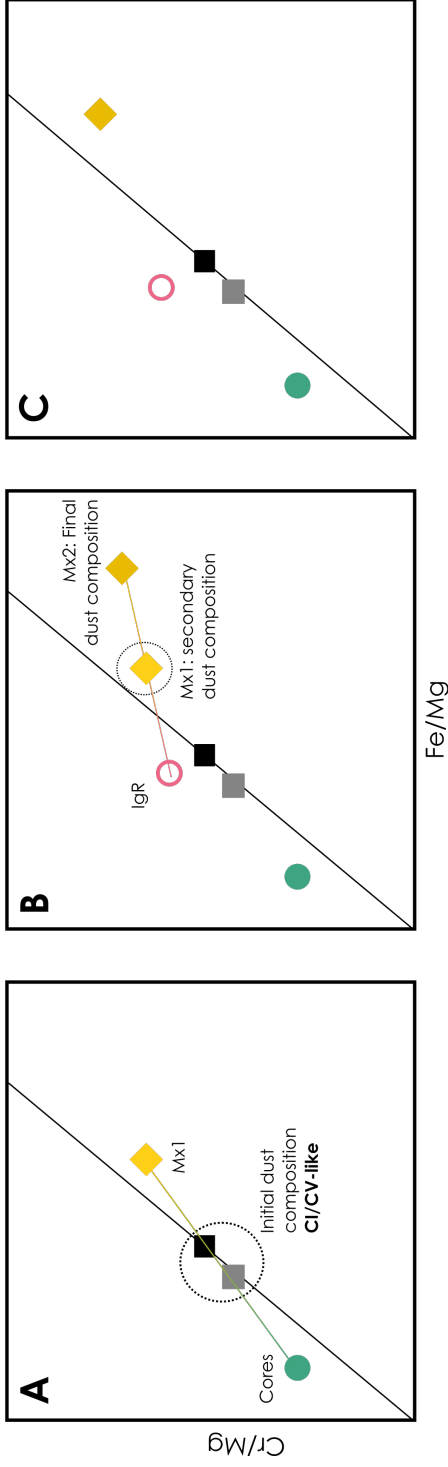 A
Cores
Mx1
Initial dust
composition
CI/CV-like
Cr/Mg
B
IgR
Mx2: Final
dust composition
Mx1: secondary
dust composition
Fe/Mg
C